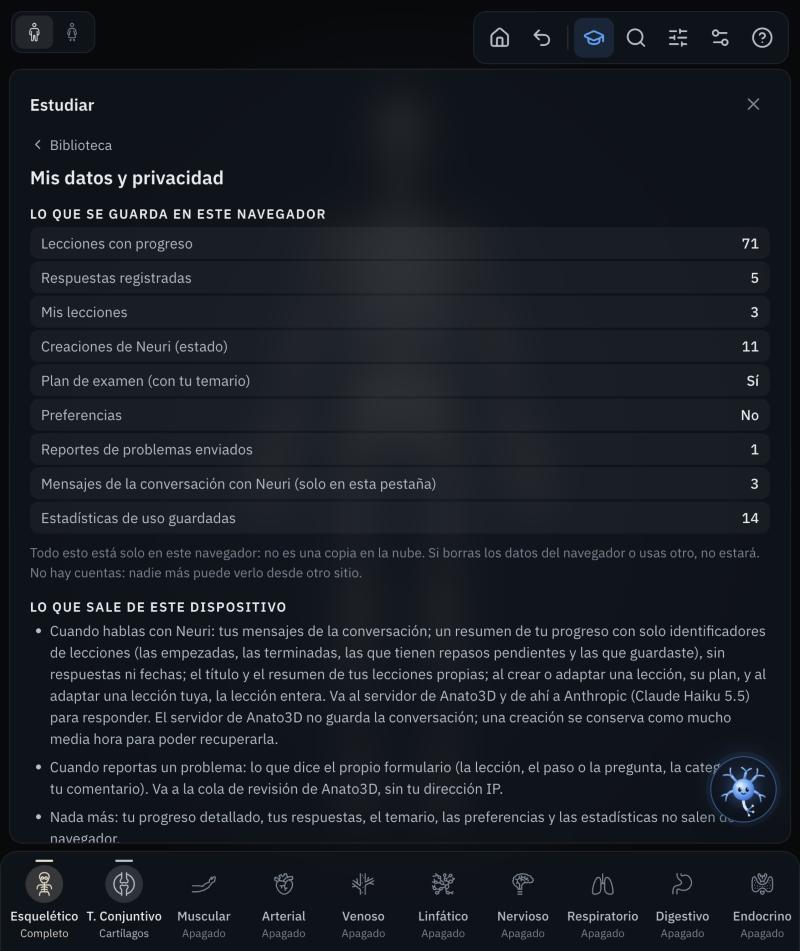 Estudiar
Biblioteca
Mis datos y privacidad
LO QUE SE GUARDA EN ESTE NAVEGADOR
Lecciones con progreso 71
Respuestas registradas 5
Mis lecciones 3
Creaciones de Neuri (estado) 11
Plan de examen (con tu temario) Sí
Preferencias No
Reportes de problemas enviados 1
Mensajes de la conversación con Neuri (solo en esta pestaña) 3
Estadísticas de uso guardadas 14
Todo esto está solo en este navegador: no es una copia en la nube. Si borras los datos del navegador o usas otro, no estará.
No hay cuentas: nadie más puede verlo desde otro sitio.
LO QUE SALE DE ESTE DISPOSITIVO
• Cuando hablas con Neuri: tus mensajes de la conversación; un resumen de tu progreso con solo identificadores
de lecciones (las empezadas, las terminadas, las que tienen repasos pendientes y las que guardaste), sin
respuestas ni fechas; el título y el resumen de tus lecciones propias; al crear o adaptar una lección, su plan, y al
adaptar una lección tuya, la lección entera. Va al servidor de Anato3D y de ahí a Anthropic (Claude Haiku 5.5)
para responder. El servidor de Anato3D no guarda la conversación; una creación se conserva como mucho
media hora para poder recuperarla.
• Cuando reportas un problema: lo que dice el propio formulario (la lección, el paso o la pregunta, la
tu comentario). Va a la cola de revisión de Anato3D, sin tu dirección IP.
• Nada más: tu progreso detallado, tus respuestas, el temario, las preferencias y las estadísticas no salen
navegador.
Esquelético T. Conjuntivo Muscular Arterial Venoso Linfático Nervioso Respiratorio Digestivo Endocrino
Completo Cartílagos Apagado Apagado Apagado Apagado Apagado Apagado Apagado Apagado